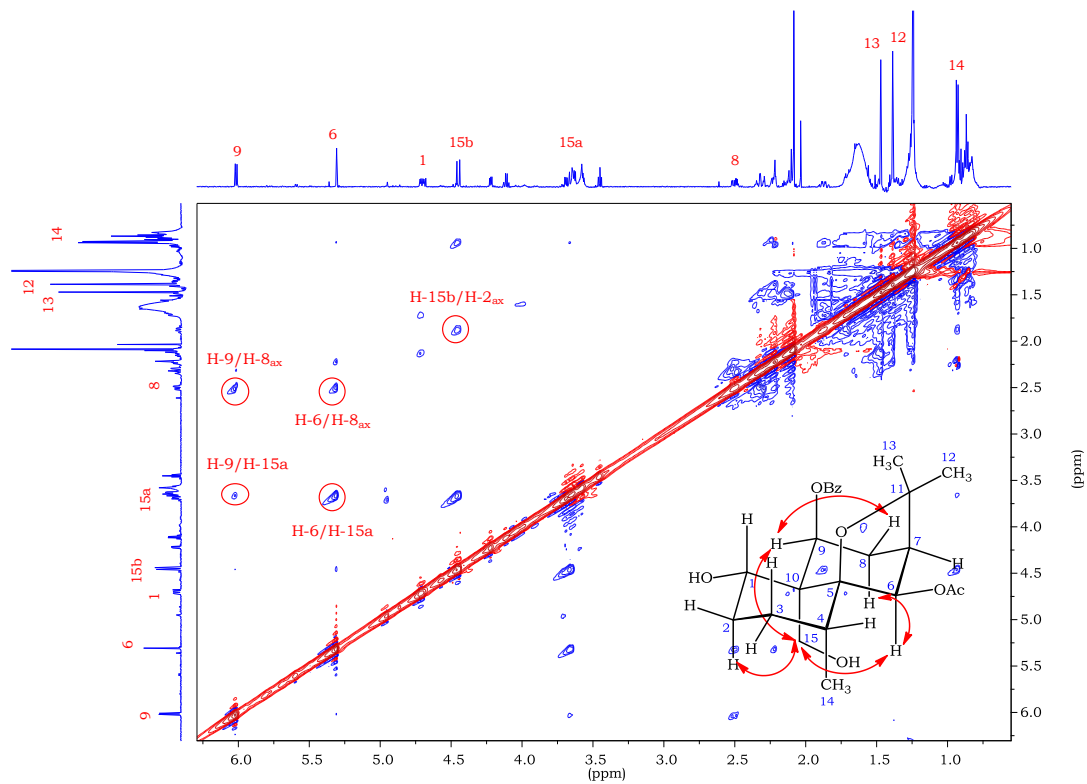 13
12
14
9
6
1
15b
15a
8
14
12
13
8
15a
15b
1
6
9
H-15b/H-2ax
H-9/H-8ax
H-6/H-8ax
H-9/H-15a
H-6/H-15a
1.0
1.5
2.0
2.5
3.0
3.5
4.0
4.5
5.0
5.5
6.0
(ppm)
13
12
H3C
CH3
11
OBz
H
O
H
H
9
7
8
H
H
HO
1
10
5
6
OAc
H
H
3
4
H
2
15
H
OH
H
H
CH3
14
6.0
5.5
5.0
4.5
4.0
3.5
3.0
2.5
2.0
1.5
1.0
(ppm)